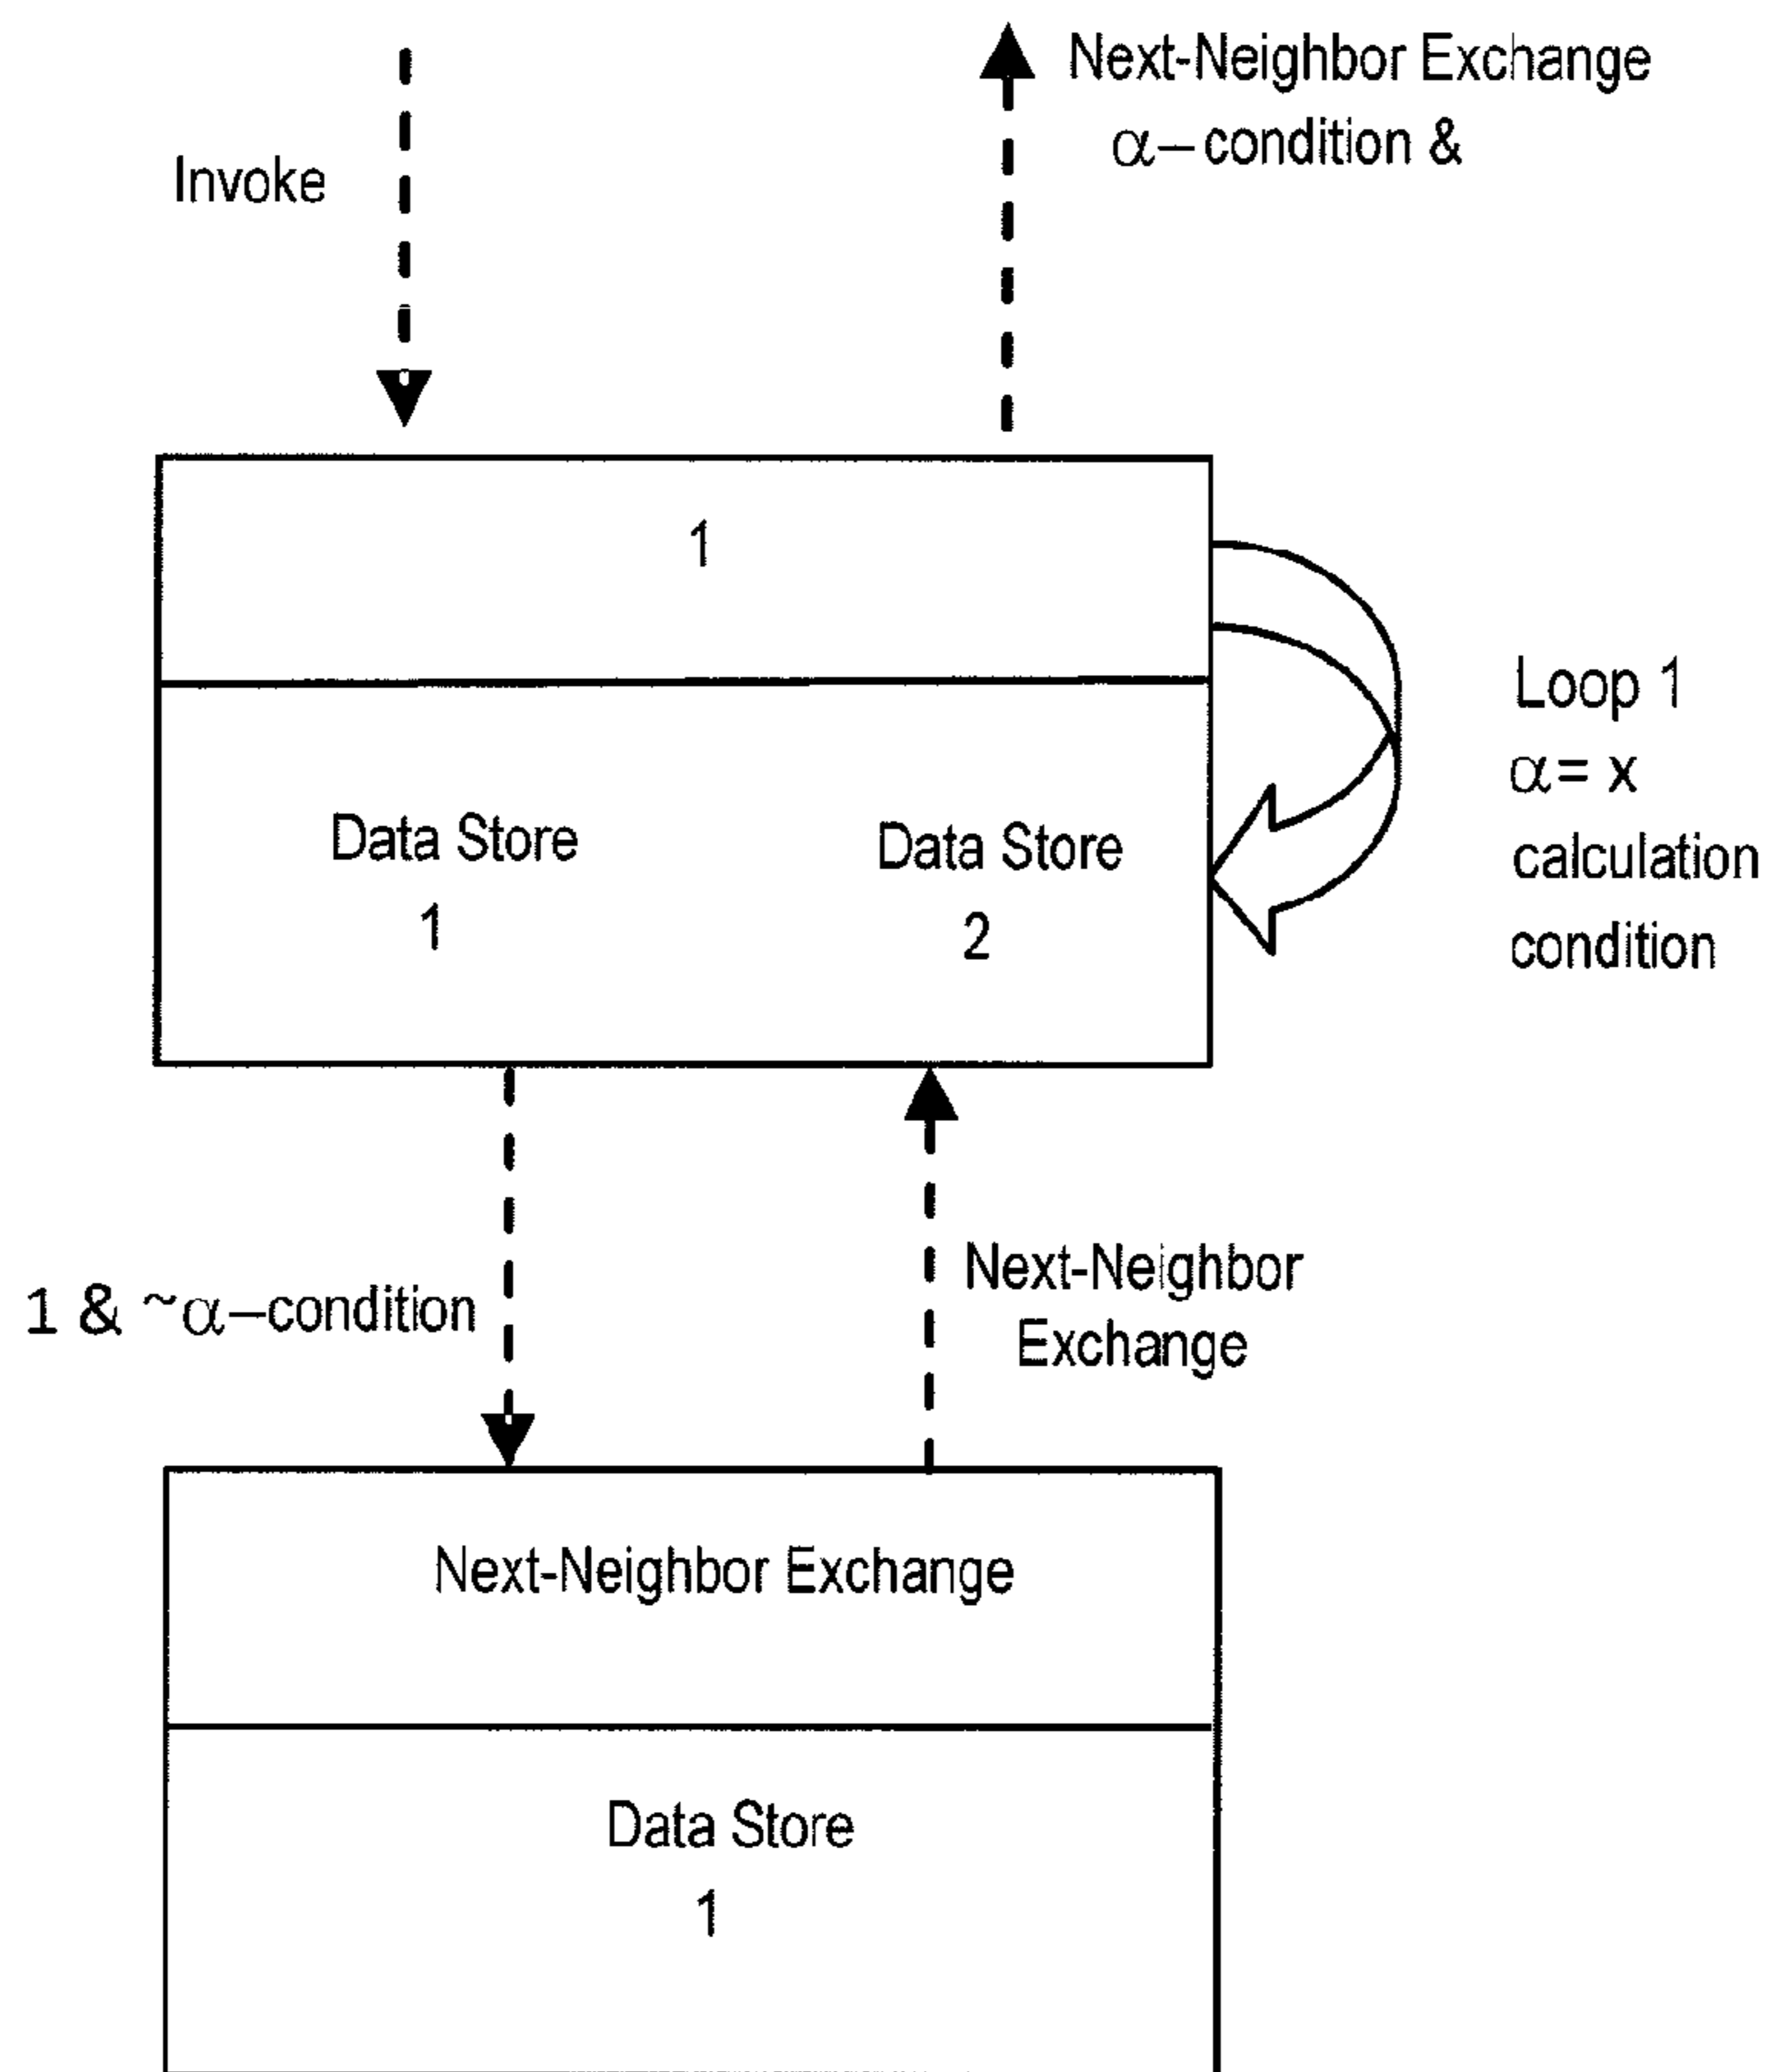 Invoke
Next-Neighbor Exchange
α–condition &
1
Loop 1
α= x
calculation
condition
Data Store
1
Data Store
2
1 & ~α–condition
Next-Neighbor
Exchange
Next-Neighbor Exchange
Data Store
1